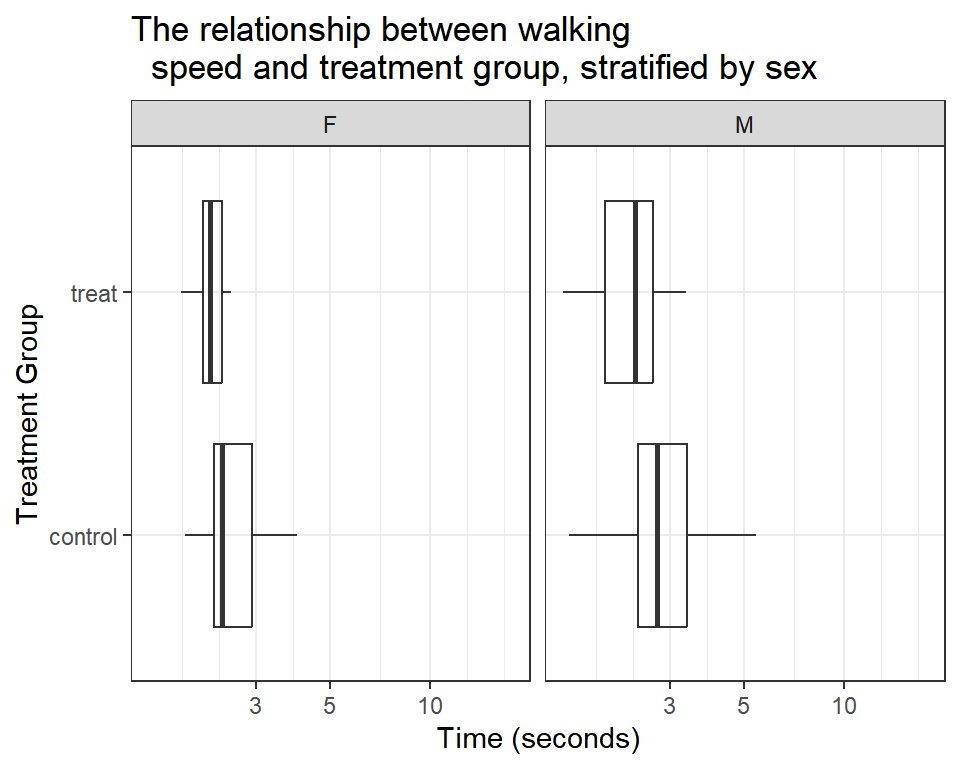 The relationship between walking
speed and treatment group, stratified by sex
F
M
Treatment Group
treat
control
3
5
10
3
5
10
Time (seconds)